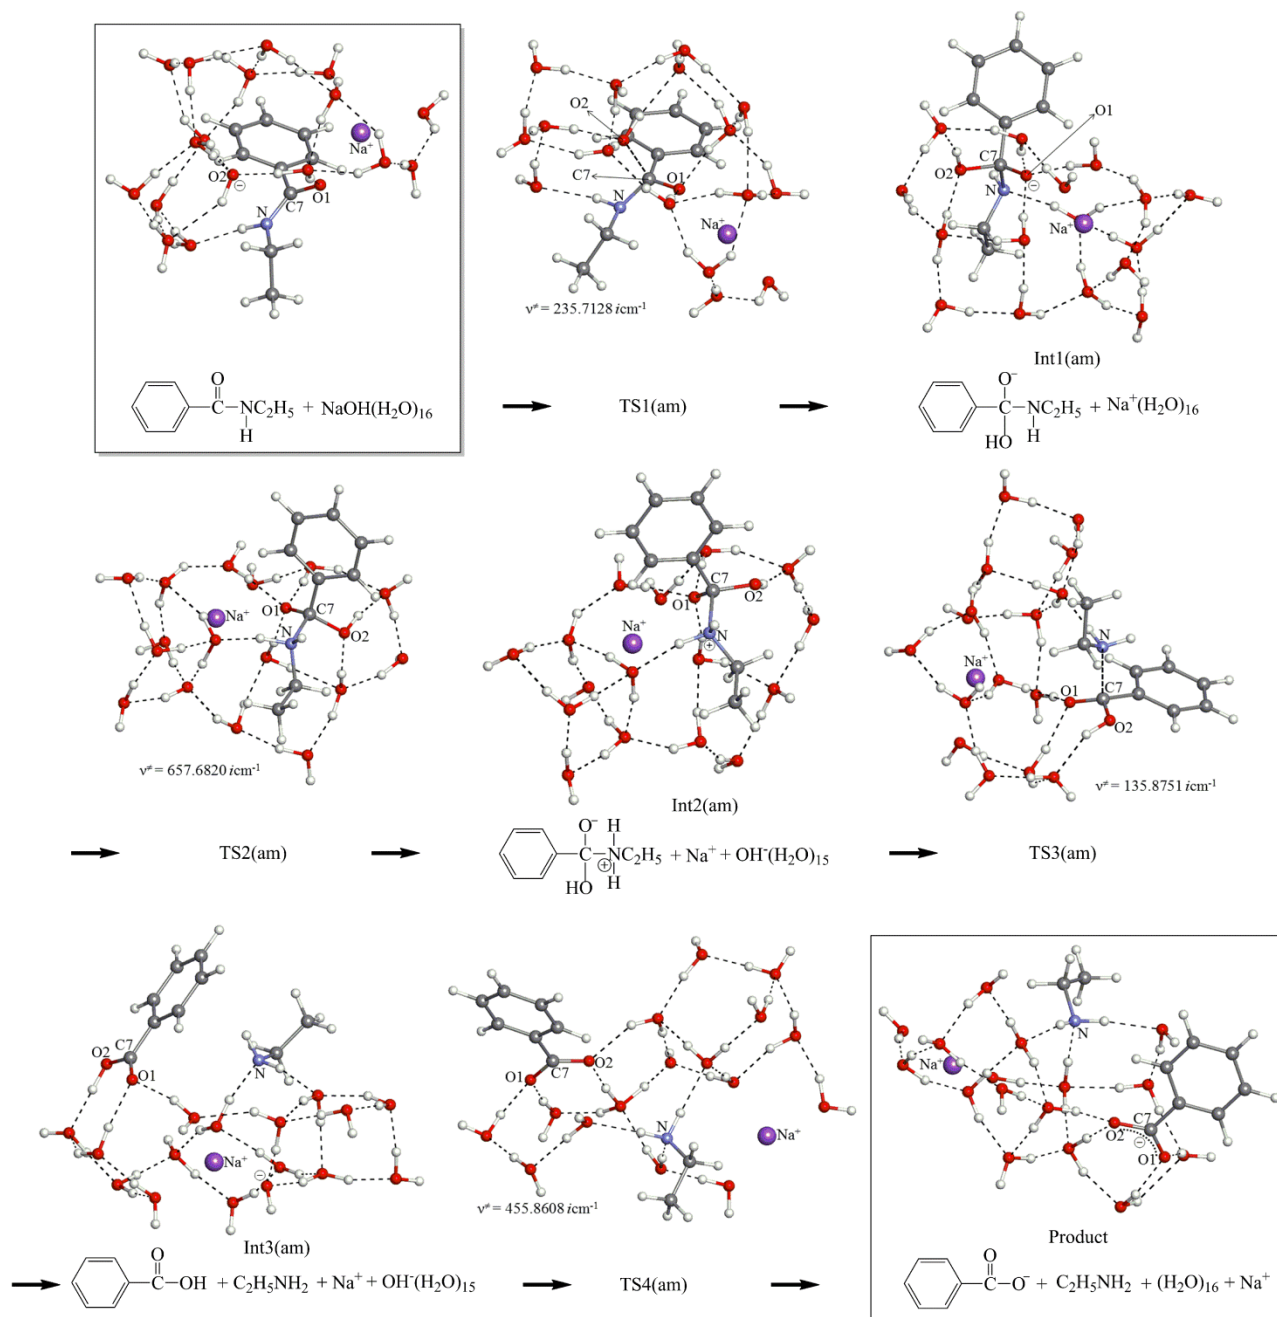 Na⁺
O2
⊖
O1
C7
N
O
C
NC₂H₅ + NaOH(H₂O)₁₆
H
O2
C7
O1
N
Na⁺
ν≠ = 235.7128 icm⁻¹
TS1(am)
O1
C7
O2
N
⊖
Na⁺
Int1(am)
O⁻
C—NC₂H₅ + Na⁺(H₂O)₁₆
HO H
O1 C7
Na⁺
N
O2
ν≠ = 657.6820 icm⁻¹
TS2(am)
C7
O2
O1
Na⁺
N
⊕
Int2(am)
O⁻ H
C—NC₂H₅ + Na⁺ + OH⁻(H₂O)₁₅
⊕
HO H
N
Na⁺
C7
O1
O2
ν≠ = 135.8751 icm⁻¹
TS3(am)
C7
O2
O1
N
Na⁺
⊖
Int3(am)
O
C—OH + C₂H₅NH₂ + Na⁺ + OH⁻(H₂O)₁₅
O2
C7
O1
N
Na⁺
ν≠ = 455.8608 icm⁻¹
TS4(am)
N
Na⁺
C7
O2
⊖
O1
Product
O
C—O⁻ + C₂H₅NH₂ + (H₂O)₁₆ + Na⁺